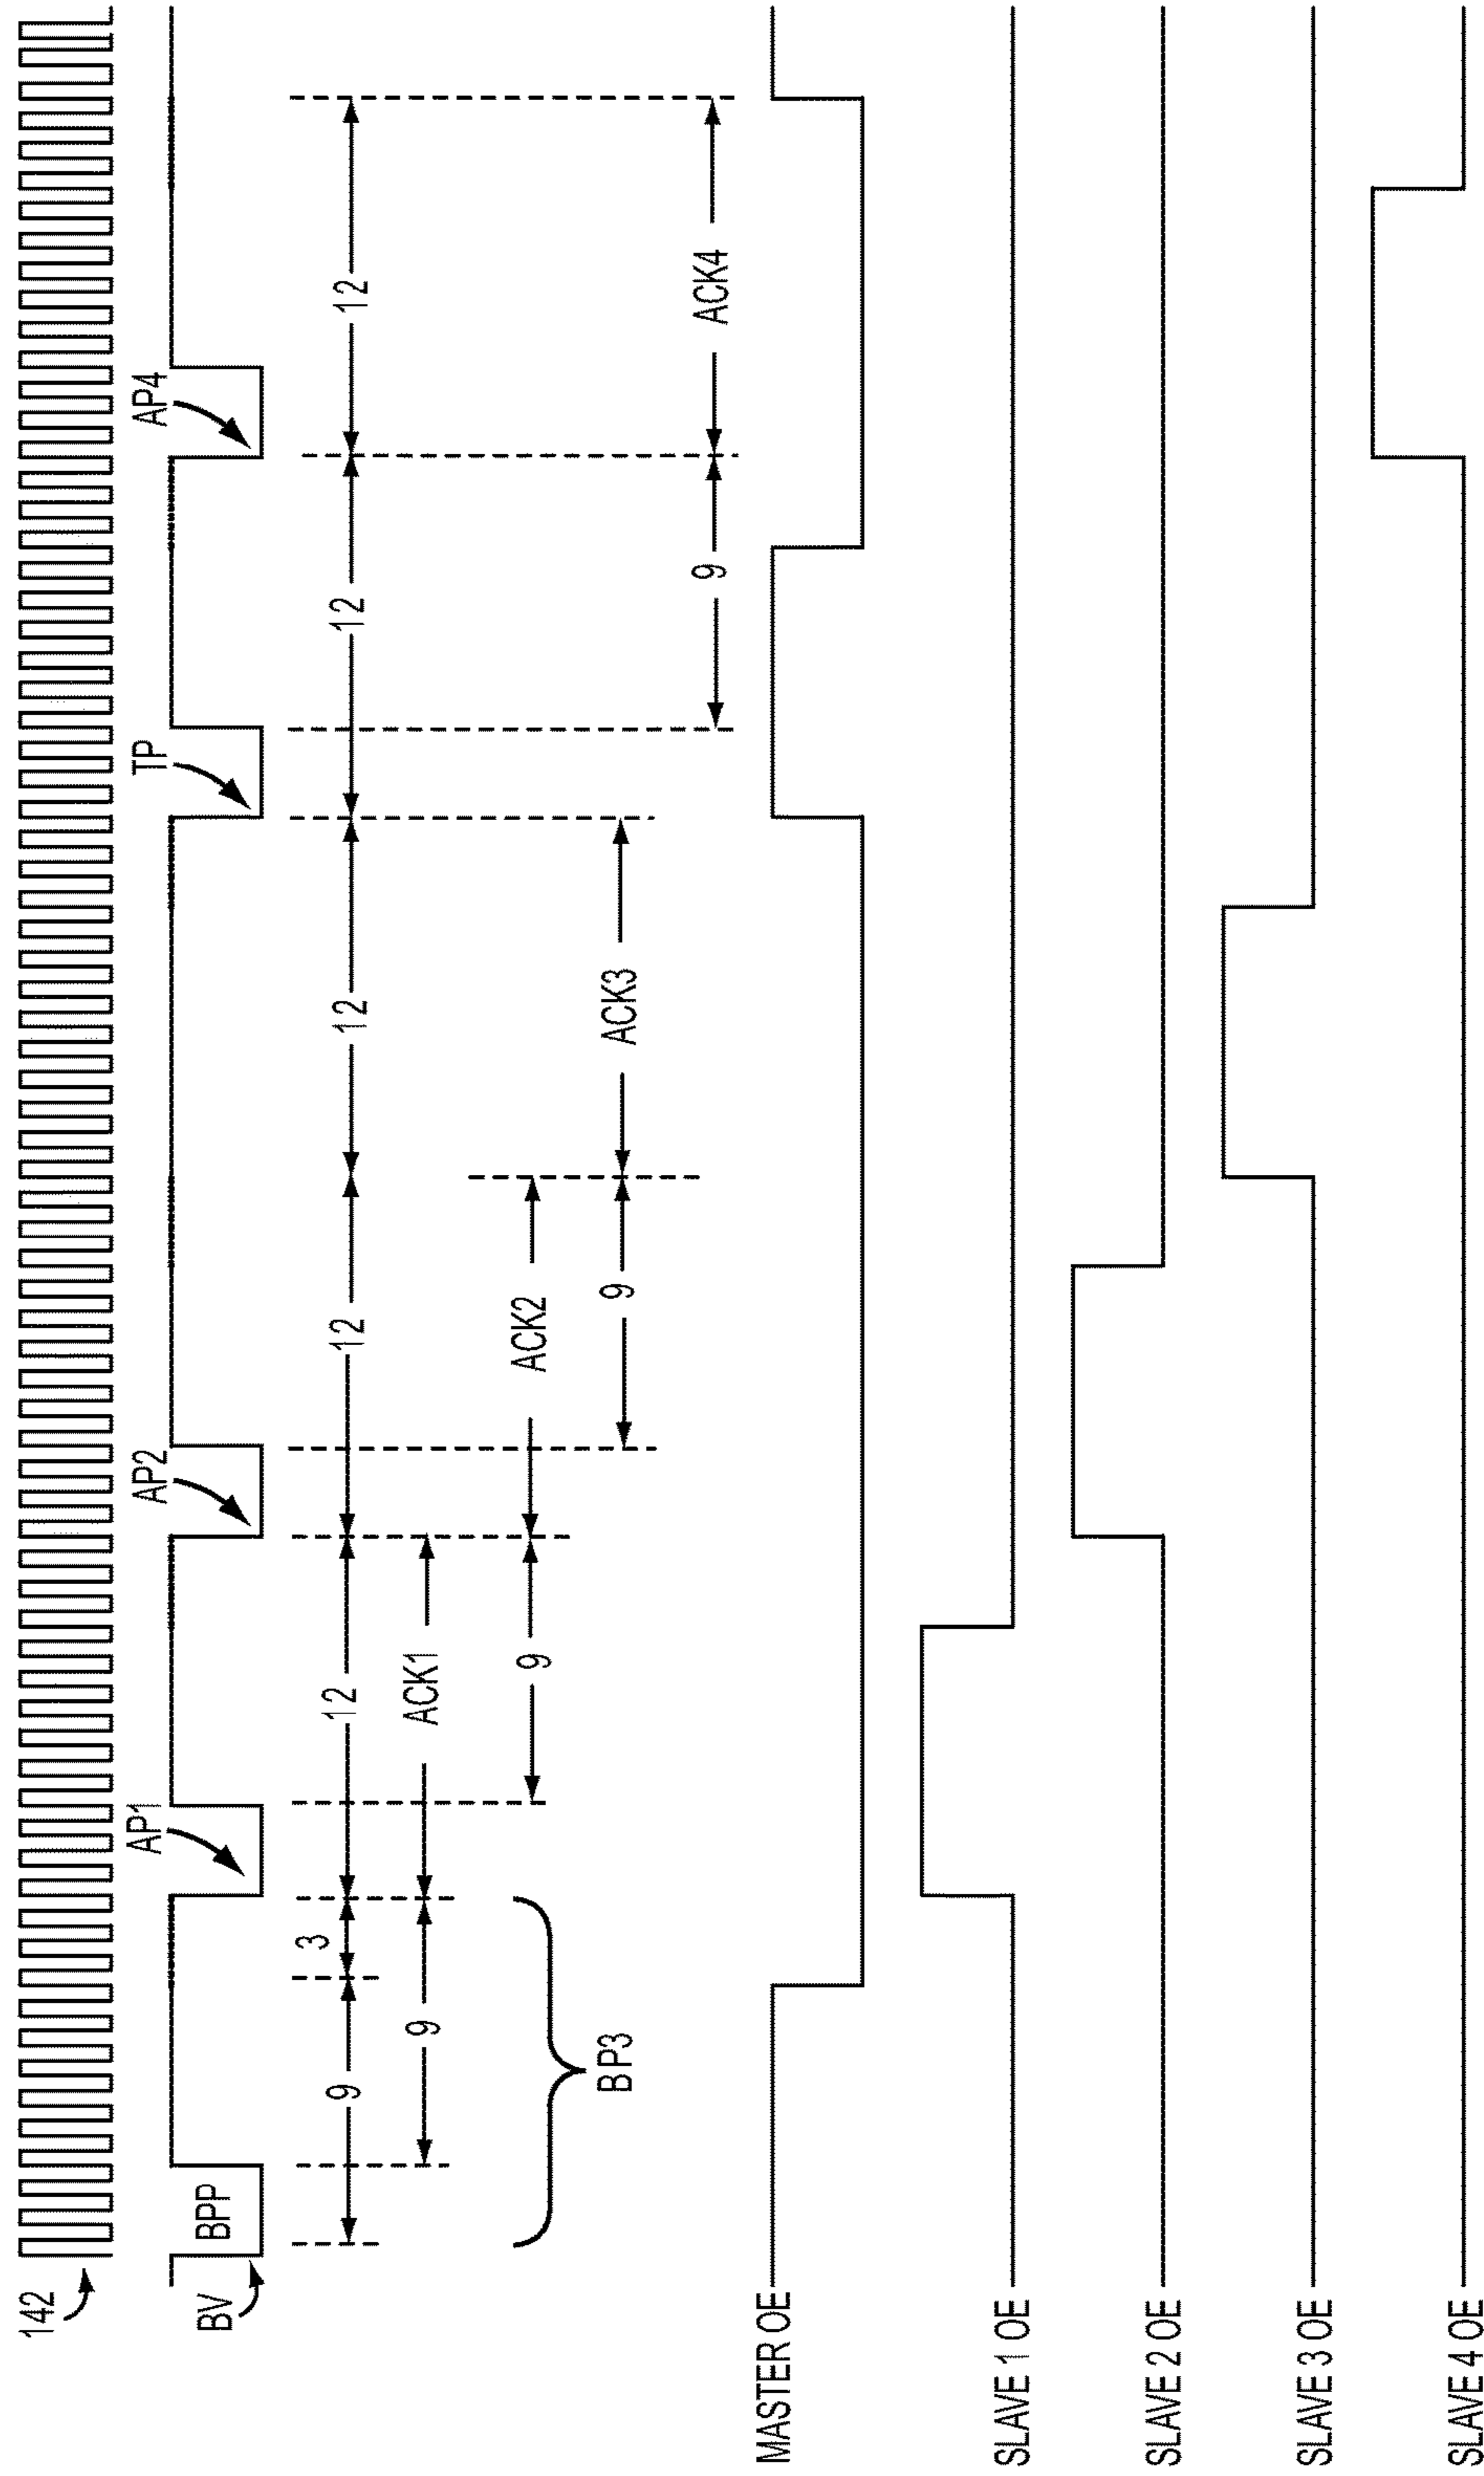 142
BV
BPP
AP1
AP2
TP
AP4
9
3
12
12
12
12
12
9
ACK1
9
ACK2
9
ACK3
9
ACK4
BP3
MASTER OE
SLAVE 1 OE
SLAVE 2 OE
SLAVE 3 OE
SLAVE 4 OE